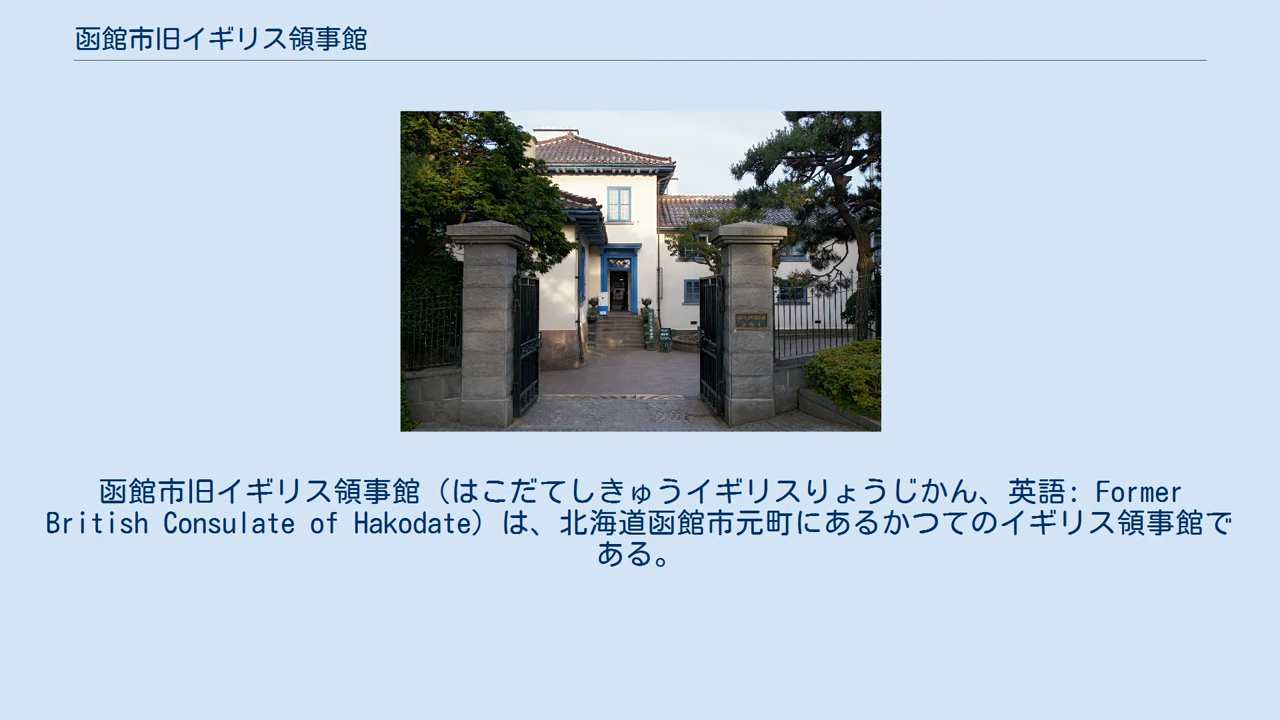 函館市旧イギリス領事館
函館市旧イギリス領事館（はこだてしきゅうイギリスりょうじかん、英語: Former
British Consulate of Hakodate）は、北海道函館市元町にあるかつてのイギリス領事館で
ある。